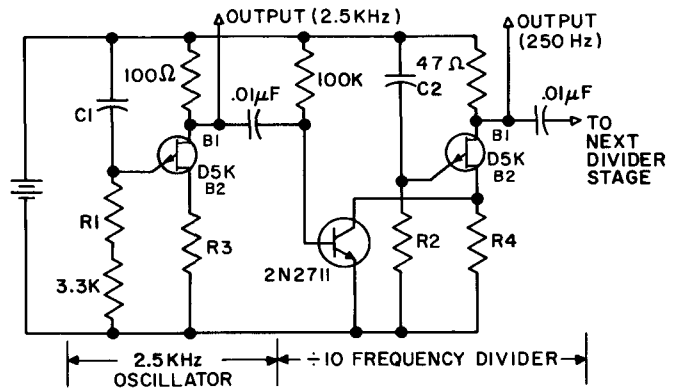 OUTPUT (2.5KHz)
OUTPUT
(250 Hz)
100Ω
C1
.01μF
100K
C2
47Ω
.01μF
B1
D5K
B2
B1
D5K
B2
TO
NEXT
DIVIDER
STAGE
R1
R3
R2
R4
3.3K
2N2711
2.5KHz
OSCILLATOR
÷10 FREQUENCY DIVIDER